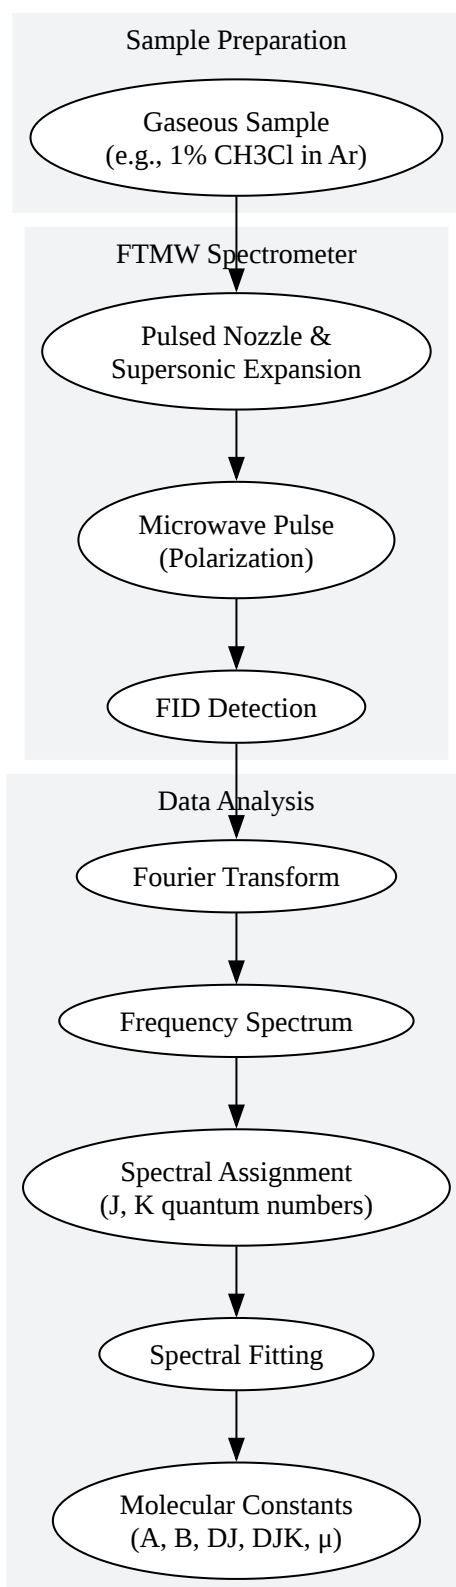 Sample Preparation
Gaseous Sample
(e.g., 1% CH3Cl in Ar)
FTMW Spectrometer
Pulsed Nozzle &
Supersonic Expansion
Microwave Pulse
(Polarization)
FID Detection
Data Analysis
Fourier Transform
Frequency Spectrum
Spectral Assignment
(J, K quantum numbers)
Spectral Fitting
Molecular Constants
(A, B, DJ, DJK, μ)